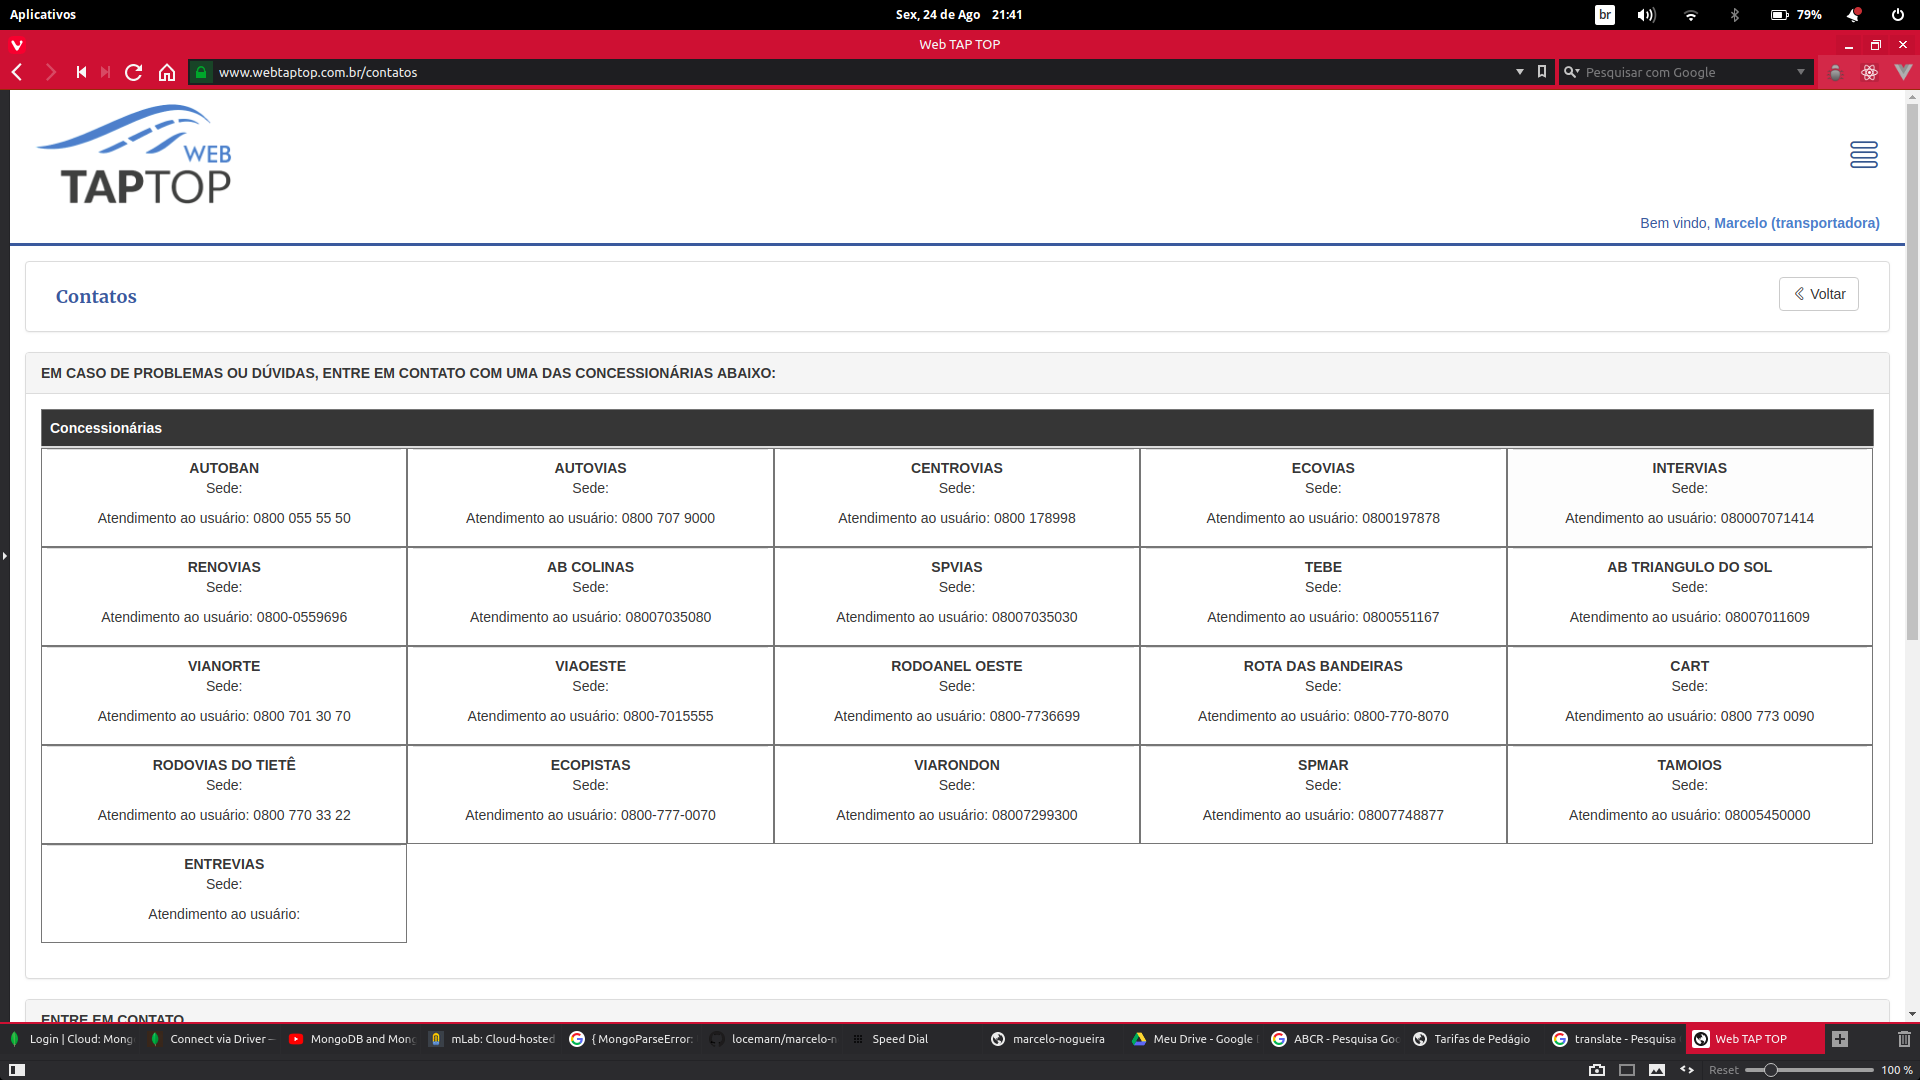 Aplicativos
Sex, 24 de Ago 21:41
br
79%
Web TAP TOP
www.webtaptop.com.br/contatos
Pesquisar com Google
WEB
TAPTOP
Bem vindo, Marcelo (transportadora)
Contatos
Voltar
EM CASO DE PROBLEMAS OU DÚVIDAS, ENTRE EM CONTATO COM UMA DAS CONCESSIONÁRIAS ABAIXO:
Concessionárias
AUTOBAN
Sede:
Atendimento ao usuário: 0800 055 55 50
AUTOVIAS
Sede:
Atendimento ao usuário: 0800 707 9000
CENTROVIAS
Sede:
Atendimento ao usuário: 0800 178998
ECOVIAS
Sede:
Atendimento ao usuário: 0800197878
INTERVIAS
Sede:
Atendimento ao usuário: 080007071414
RENOVIAS
Sede:
Atendimento ao usuário: 0800-0559696
AB COLINAS
Sede:
Atendimento ao usuário: 08007035080
SPVIAS
Sede:
Atendimento ao usuário: 08007035030
TEBE
Sede:
Atendimento ao usuário: 0800551167
AB TRIANGULO DO SOL
Sede:
Atendimento ao usuário: 08007011609
VIANORTE
Sede:
Atendimento ao usuário: 0800 701 30 70
VIAOESTE
Sede:
Atendimento ao usuário: 0800-7015555
RODOANEL OESTE
Sede:
Atendimento ao usuário: 0800-7736699
ROTA DAS BANDEIRAS
Sede:
Atendimento ao usuário: 0800-770-8070
CART
Sede:
Atendimento ao usuário: 0800 773 0090
RODOVIAS DO TIETÊ
Sede:
Atendimento ao usuário: 0800 770 33 22
ECOPISTAS
Sede:
Atendimento ao usuário: 0800-777-0070
VIARONDON
Sede:
Atendimento ao usuário: 08007299300
SPMAR
Sede:
Atendimento ao usuário: 08007748877
TAMOIOS
Sede:
Atendimento ao usuário: 08005450000
ENTREVIAS
Sede:
Atendimento ao usuário:
ENTRE EM CONTATO
Login | Cloud: Mong
Connect via Driver —
MongoDB and Mong
mLab: Cloud-hosted
{ MongoParseError:
locemarn/marcelo-n
Speed Dial
marcelo-nogueira
Meu Drive - Google
ABCR - Pesquisa Goo
Tarifas de Pedágio
translate - Pesquisa
Web TAP TOP
Reset
100 %